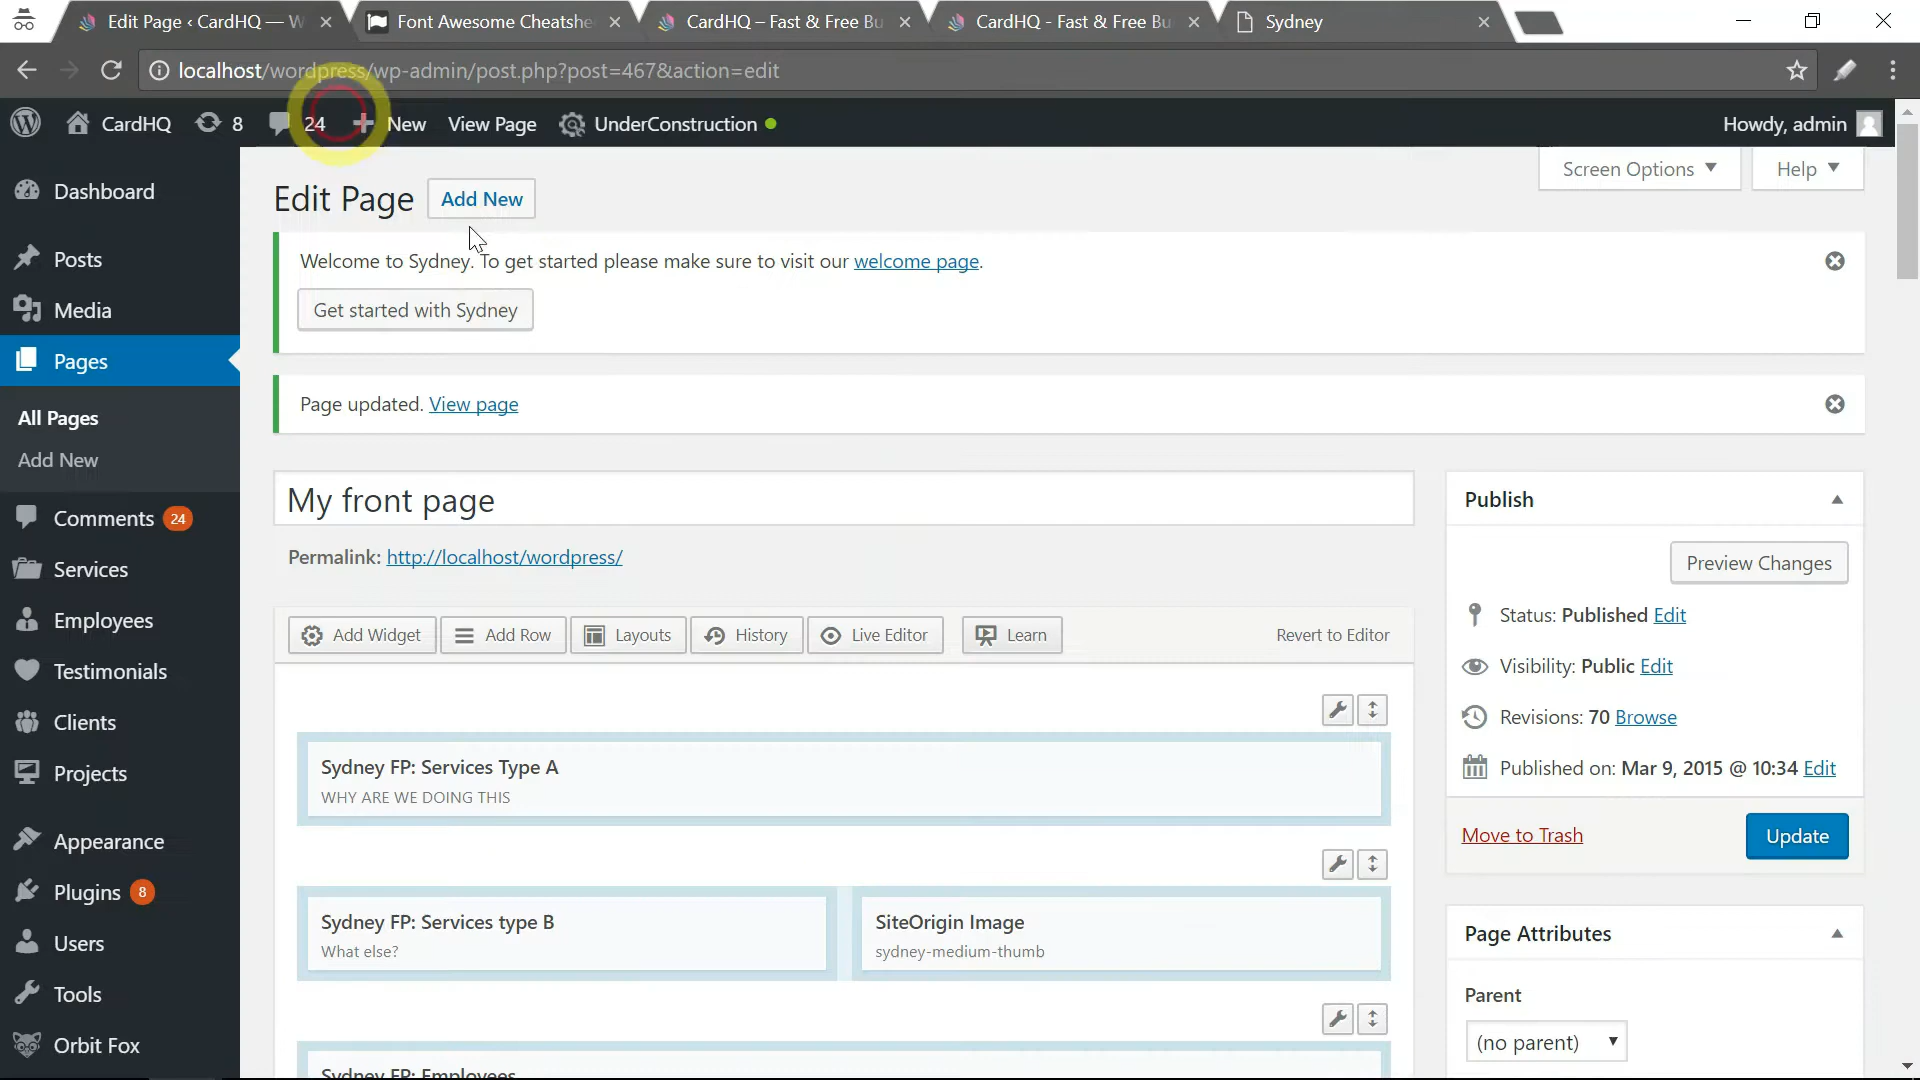 Edit Page ‹ CardHQ — W
Font Awesome Cheatshe
CardHQ – Fast & Free Bu
CardHQ - Fast & Free Bu
Sydney
localhost/wordpress/wp-admin/post.php?post=467&action=edit
CardHQ
8
24
New
View Page
UnderConstruction
Howdy, admin
Dashboard
Posts
Media
Pages
All Pages
Add New
Comments 24
Services
Employees
Testimonials
Clients
Projects
Appearance
Plugins 8
Users
Tools
Orbit Fox
Screen Options
Help
Edit Page
Add New
Welcome to Sydney. To get started please make sure to visit our welcome page.
Get started with Sydney
Page updated. View page
My front page
Permalink: http://localhost/wordpress/
Add Widget
Add Row
Layouts
History
Live Editor
Learn
Revert to Editor
Sydney FP: Services Type A
WHY ARE WE DOING THIS
Sydney FP: Services type B
What else?
SiteOrigin Image
sydney-medium-thumb
Sydney FP: Employees
Publish
Preview Changes
Status: Published Edit
Visibility: Public Edit
Revisions: 70 Browse
Published on: Mar 9, 2015 @ 10:34 Edit
Move to Trash
Update
Page Attributes
Parent
(no parent)